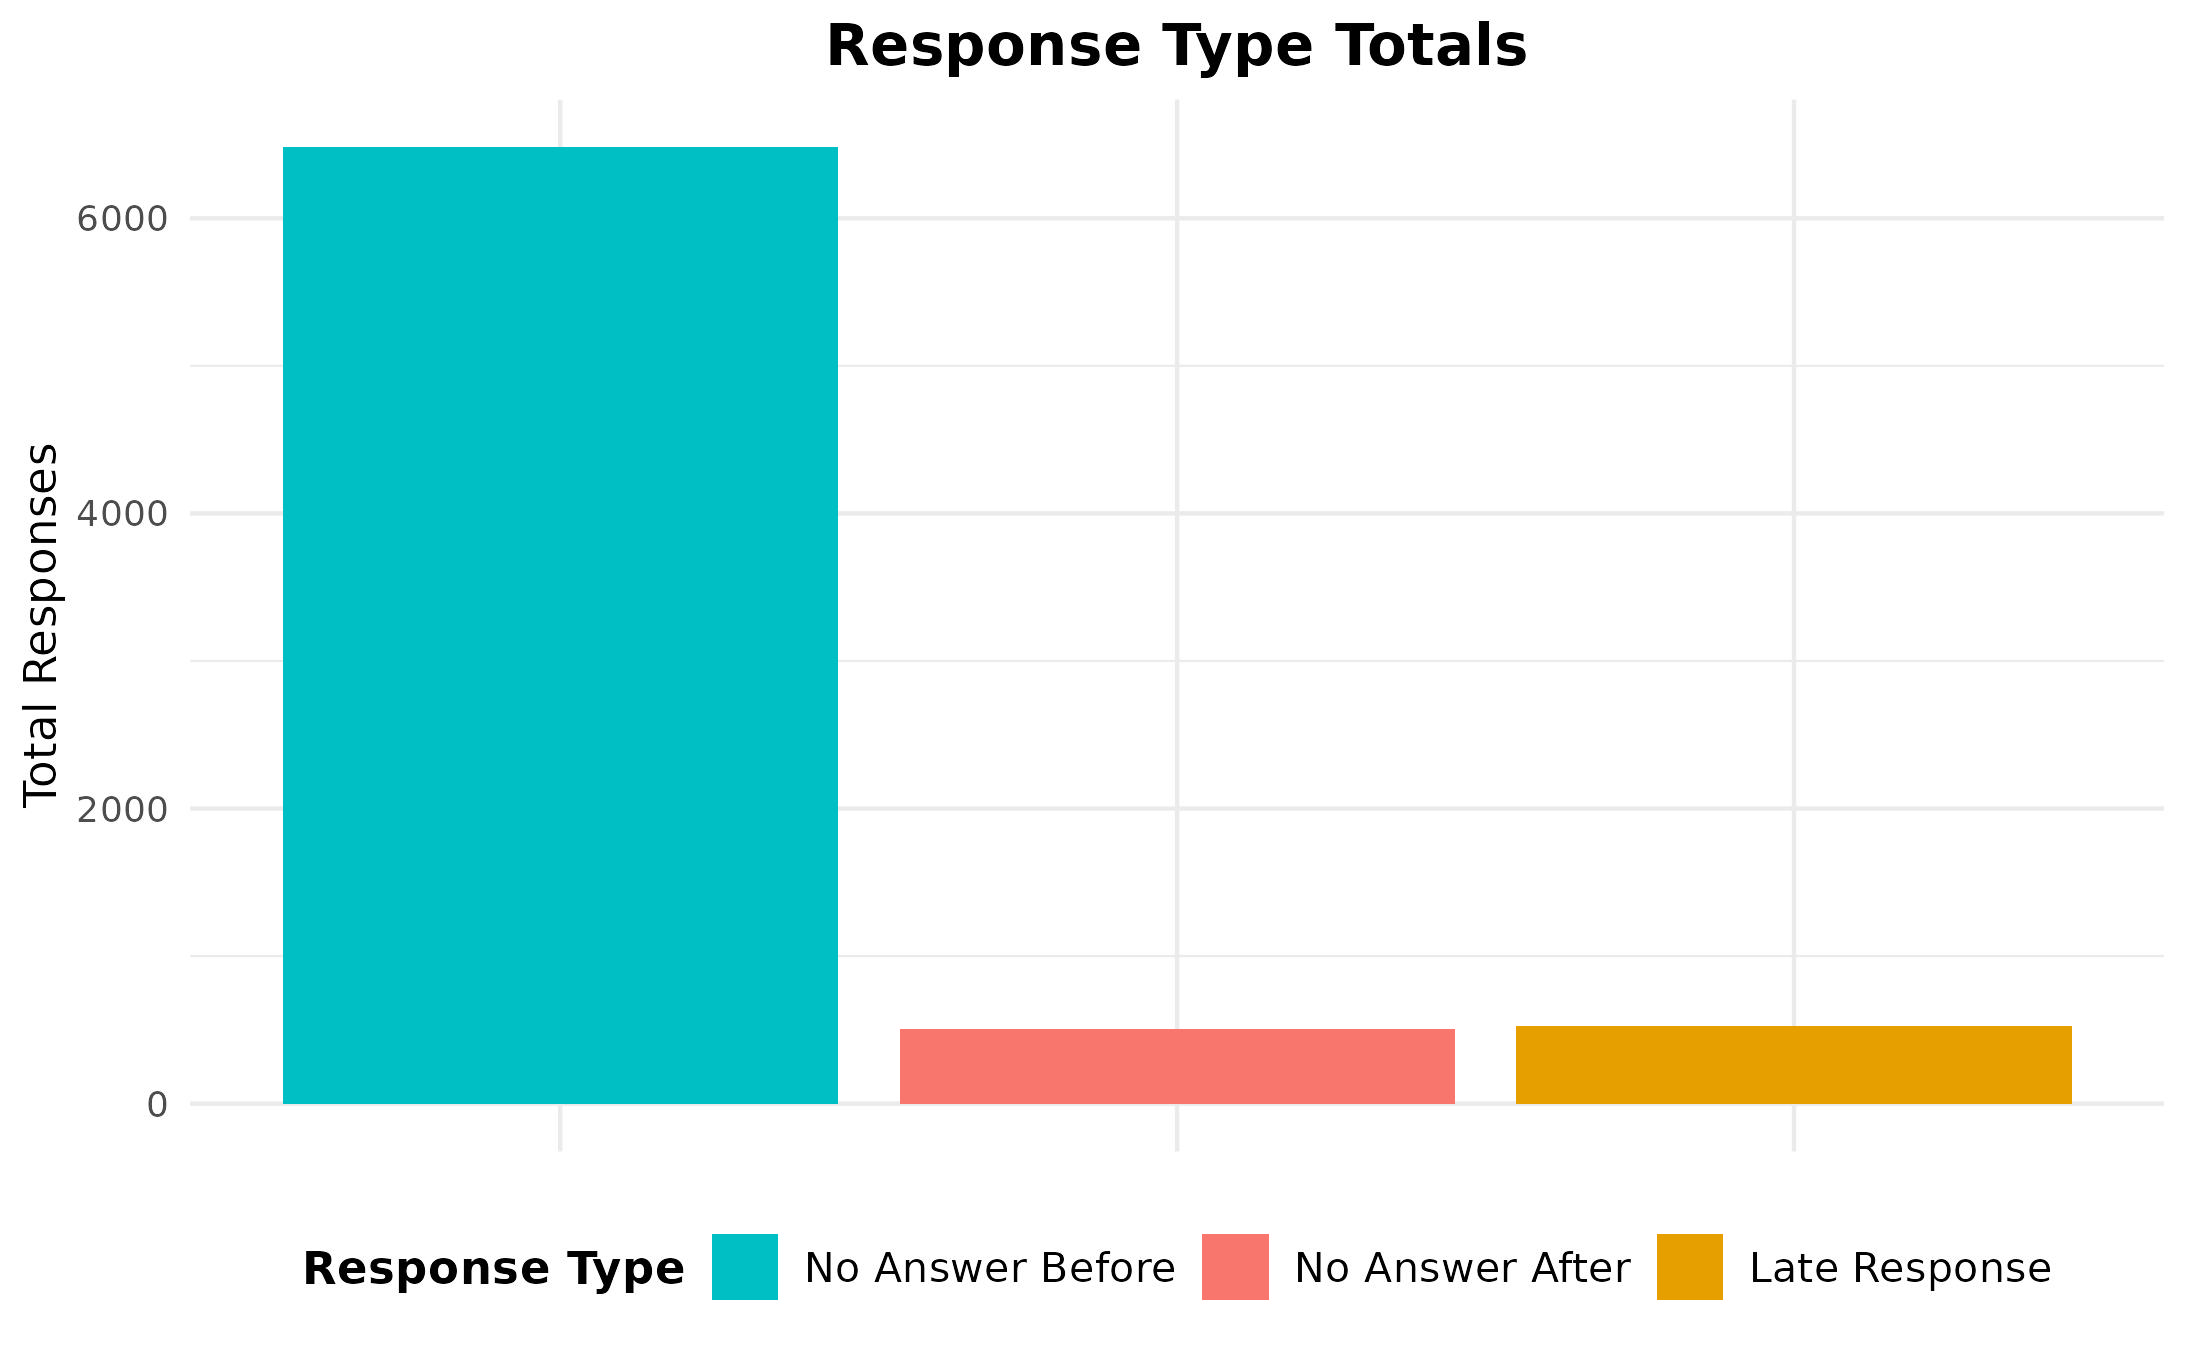 Response Type Totals
Total Responses
6000
4000
2000
0
Response Type No Answer Before No Answer After Late Response